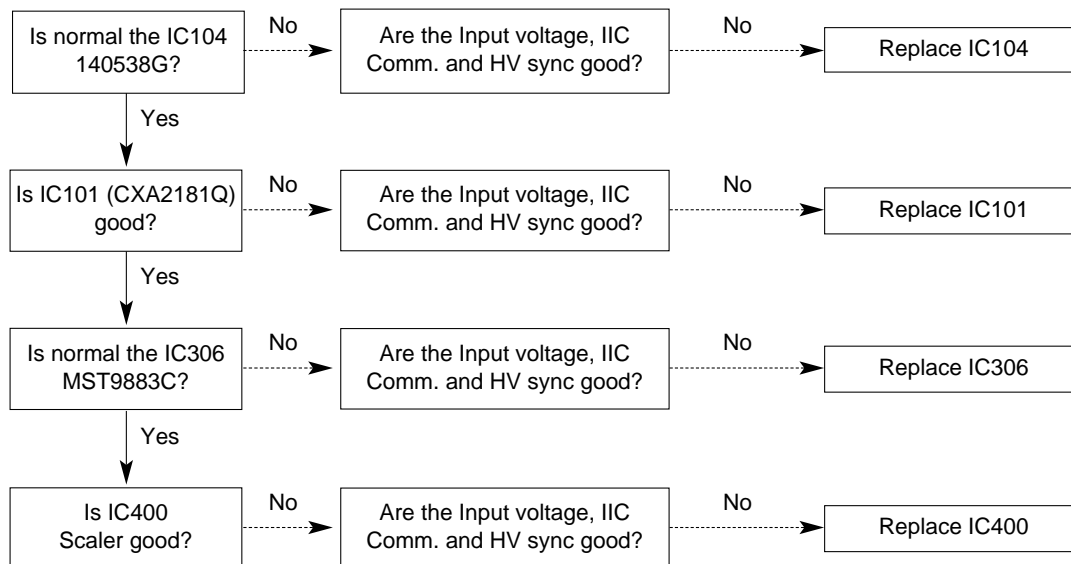 Is normal the IC104
140538G?
No
Are the Input voltage, IIC
Comm. and HV sync good?
No
Replace IC104
Yes
Is IC101 (CXA2181Q)
good?
No
Are the Input voltage, IIC
Comm. and HV sync good?
No
Replace IC101
Yes
Is normal the IC306
MST9883C?
No
Are the Input voltage, IIC
Comm. and HV sync good?
No
Replace IC306
Yes
Is IC400
Scaler good?
No
Are the Input voltage, IIC
Comm. and HV sync good?
No
Replace IC400